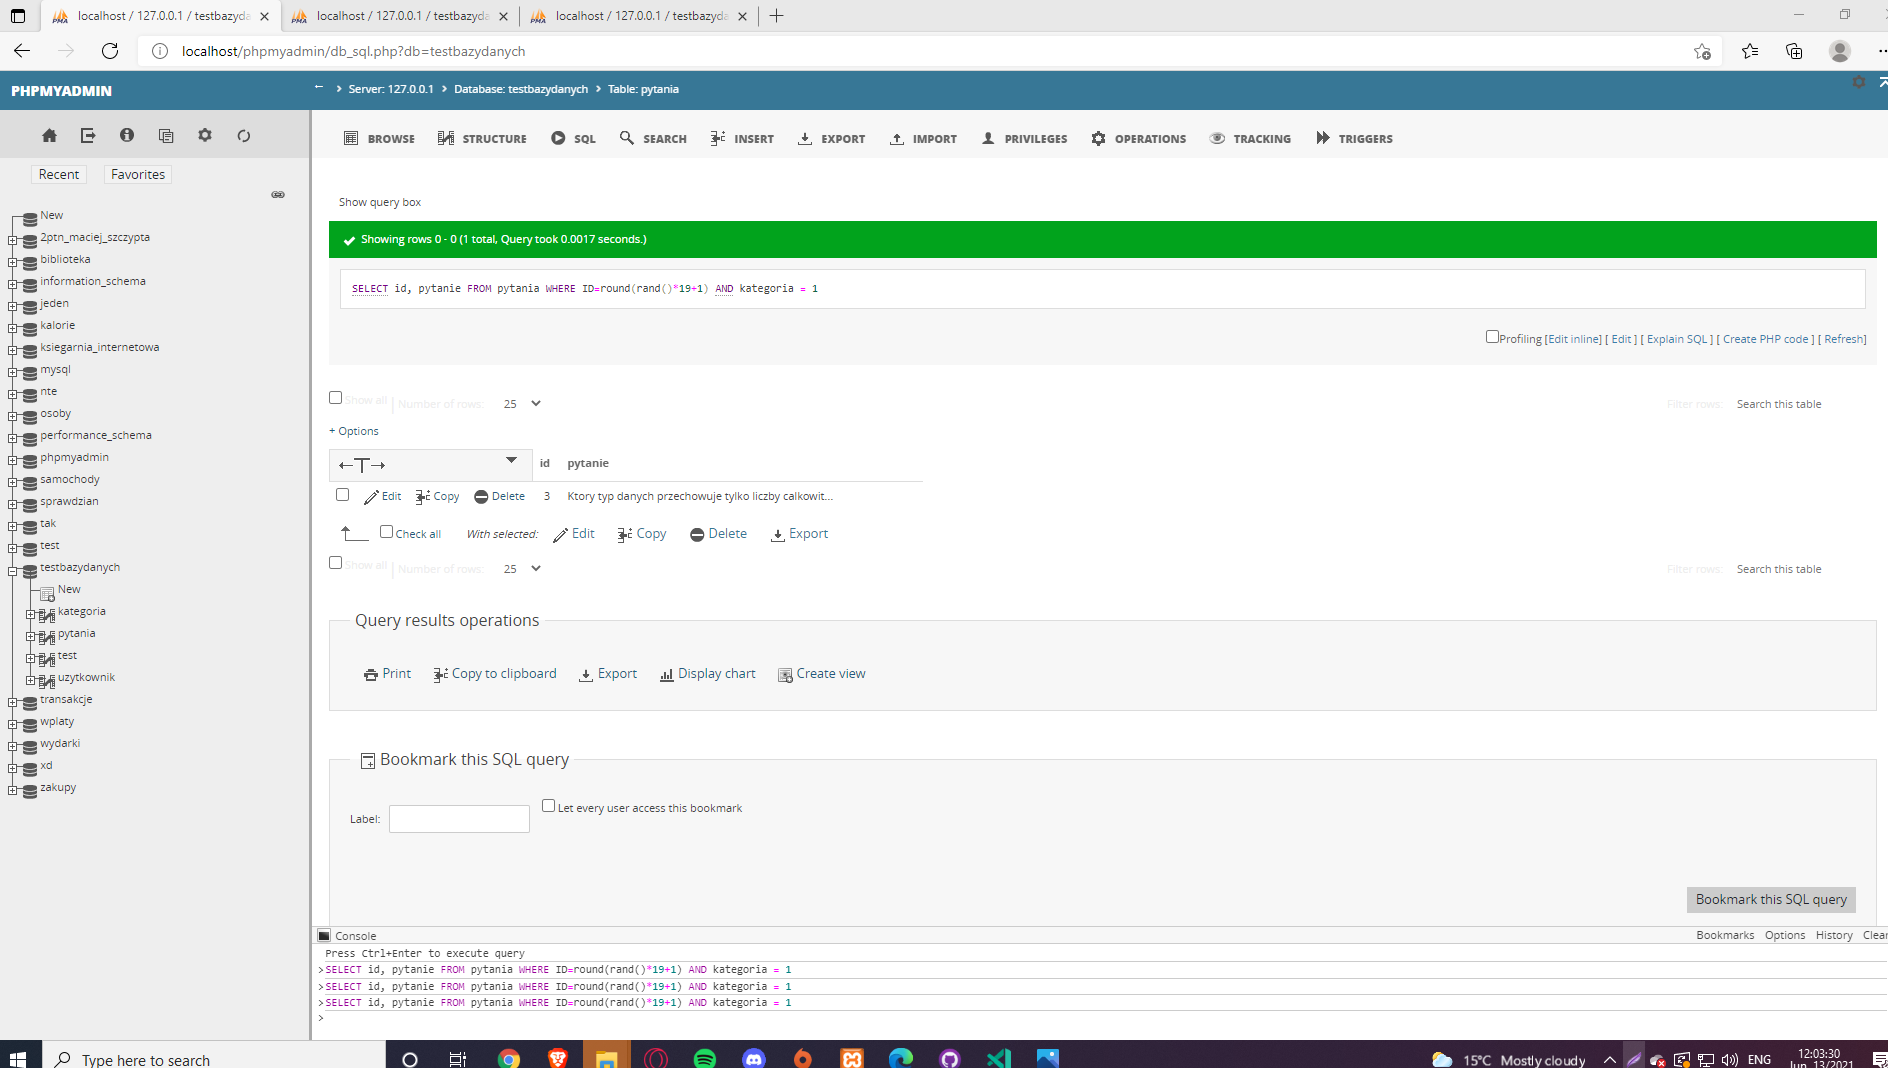 localhost / 127.0.0.1 / testbazyda
localhost / 127.0.0.1 / testbazyda
localhost / 127.0.0.1 / testbazyda
localhost/phpmyadmin/db_sql.php?db=testbazydanych
PHPMYADMIN
Server: 127.0.0.1 Database: testbazydanych Table: pytania
BROWSE STRUCTURE SQL SEARCH INSERT EXPORT IMPORT PRIVILEGES OPERATIONS TRACKING TRIGGERS
Recent Favorites
New
2ptn_maciej_szczypta
biblioteka
information_schema
jeden
kalorie
ksiegarnia_internetowa
mysql
nte
osoby
performance_schema
phpmyadmin
samochody
sprawdzian
tak
test
testbazydanych
New
kategoria
pytania
test
uzytkownik
transakcje
wplaty
wydarki
xd
zakupy
Show query box
Showing rows 0 - 0 (1 total, Query took 0.0017 seconds.)
SELECT id, pytanie FROM pytania WHERE ID=round(rand()*19+1) AND kategoria = 1
Profiling [Edit inline] [ Edit ] [ Explain SQL ] [ Create PHP code ] [ Refresh]
Show all Number of rows: 25 Filter rows: Search this table
+ Options
id pytanie
Edit Copy Delete 3 Ktory typ danych przechowuje tylko liczby calkowit...
Check all With selected: Edit Copy Delete Export
Show all Number of rows: 25 Filter rows: Search this table
Query results operations
Print Copy to clipboard Export Display chart Create view
Bookmark this SQL query
Label: Let every user access this bookmark
Bookmark this SQL query
Console Bookmarks Options History Clear
Press Ctrl+Enter to execute query
>SELECT id, pytanie FROM pytania WHERE ID=round(rand()*19+1) AND kategoria = 1
>SELECT id, pytanie FROM pytania WHERE ID=round(rand()*19+1) AND kategoria = 1
>SELECT id, pytanie FROM pytania WHERE ID=round(rand()*19+1) AND kategoria = 1
>
Type here to search
15°C Mostly cloudy ENG 12:03:30
Jun, 13/2021